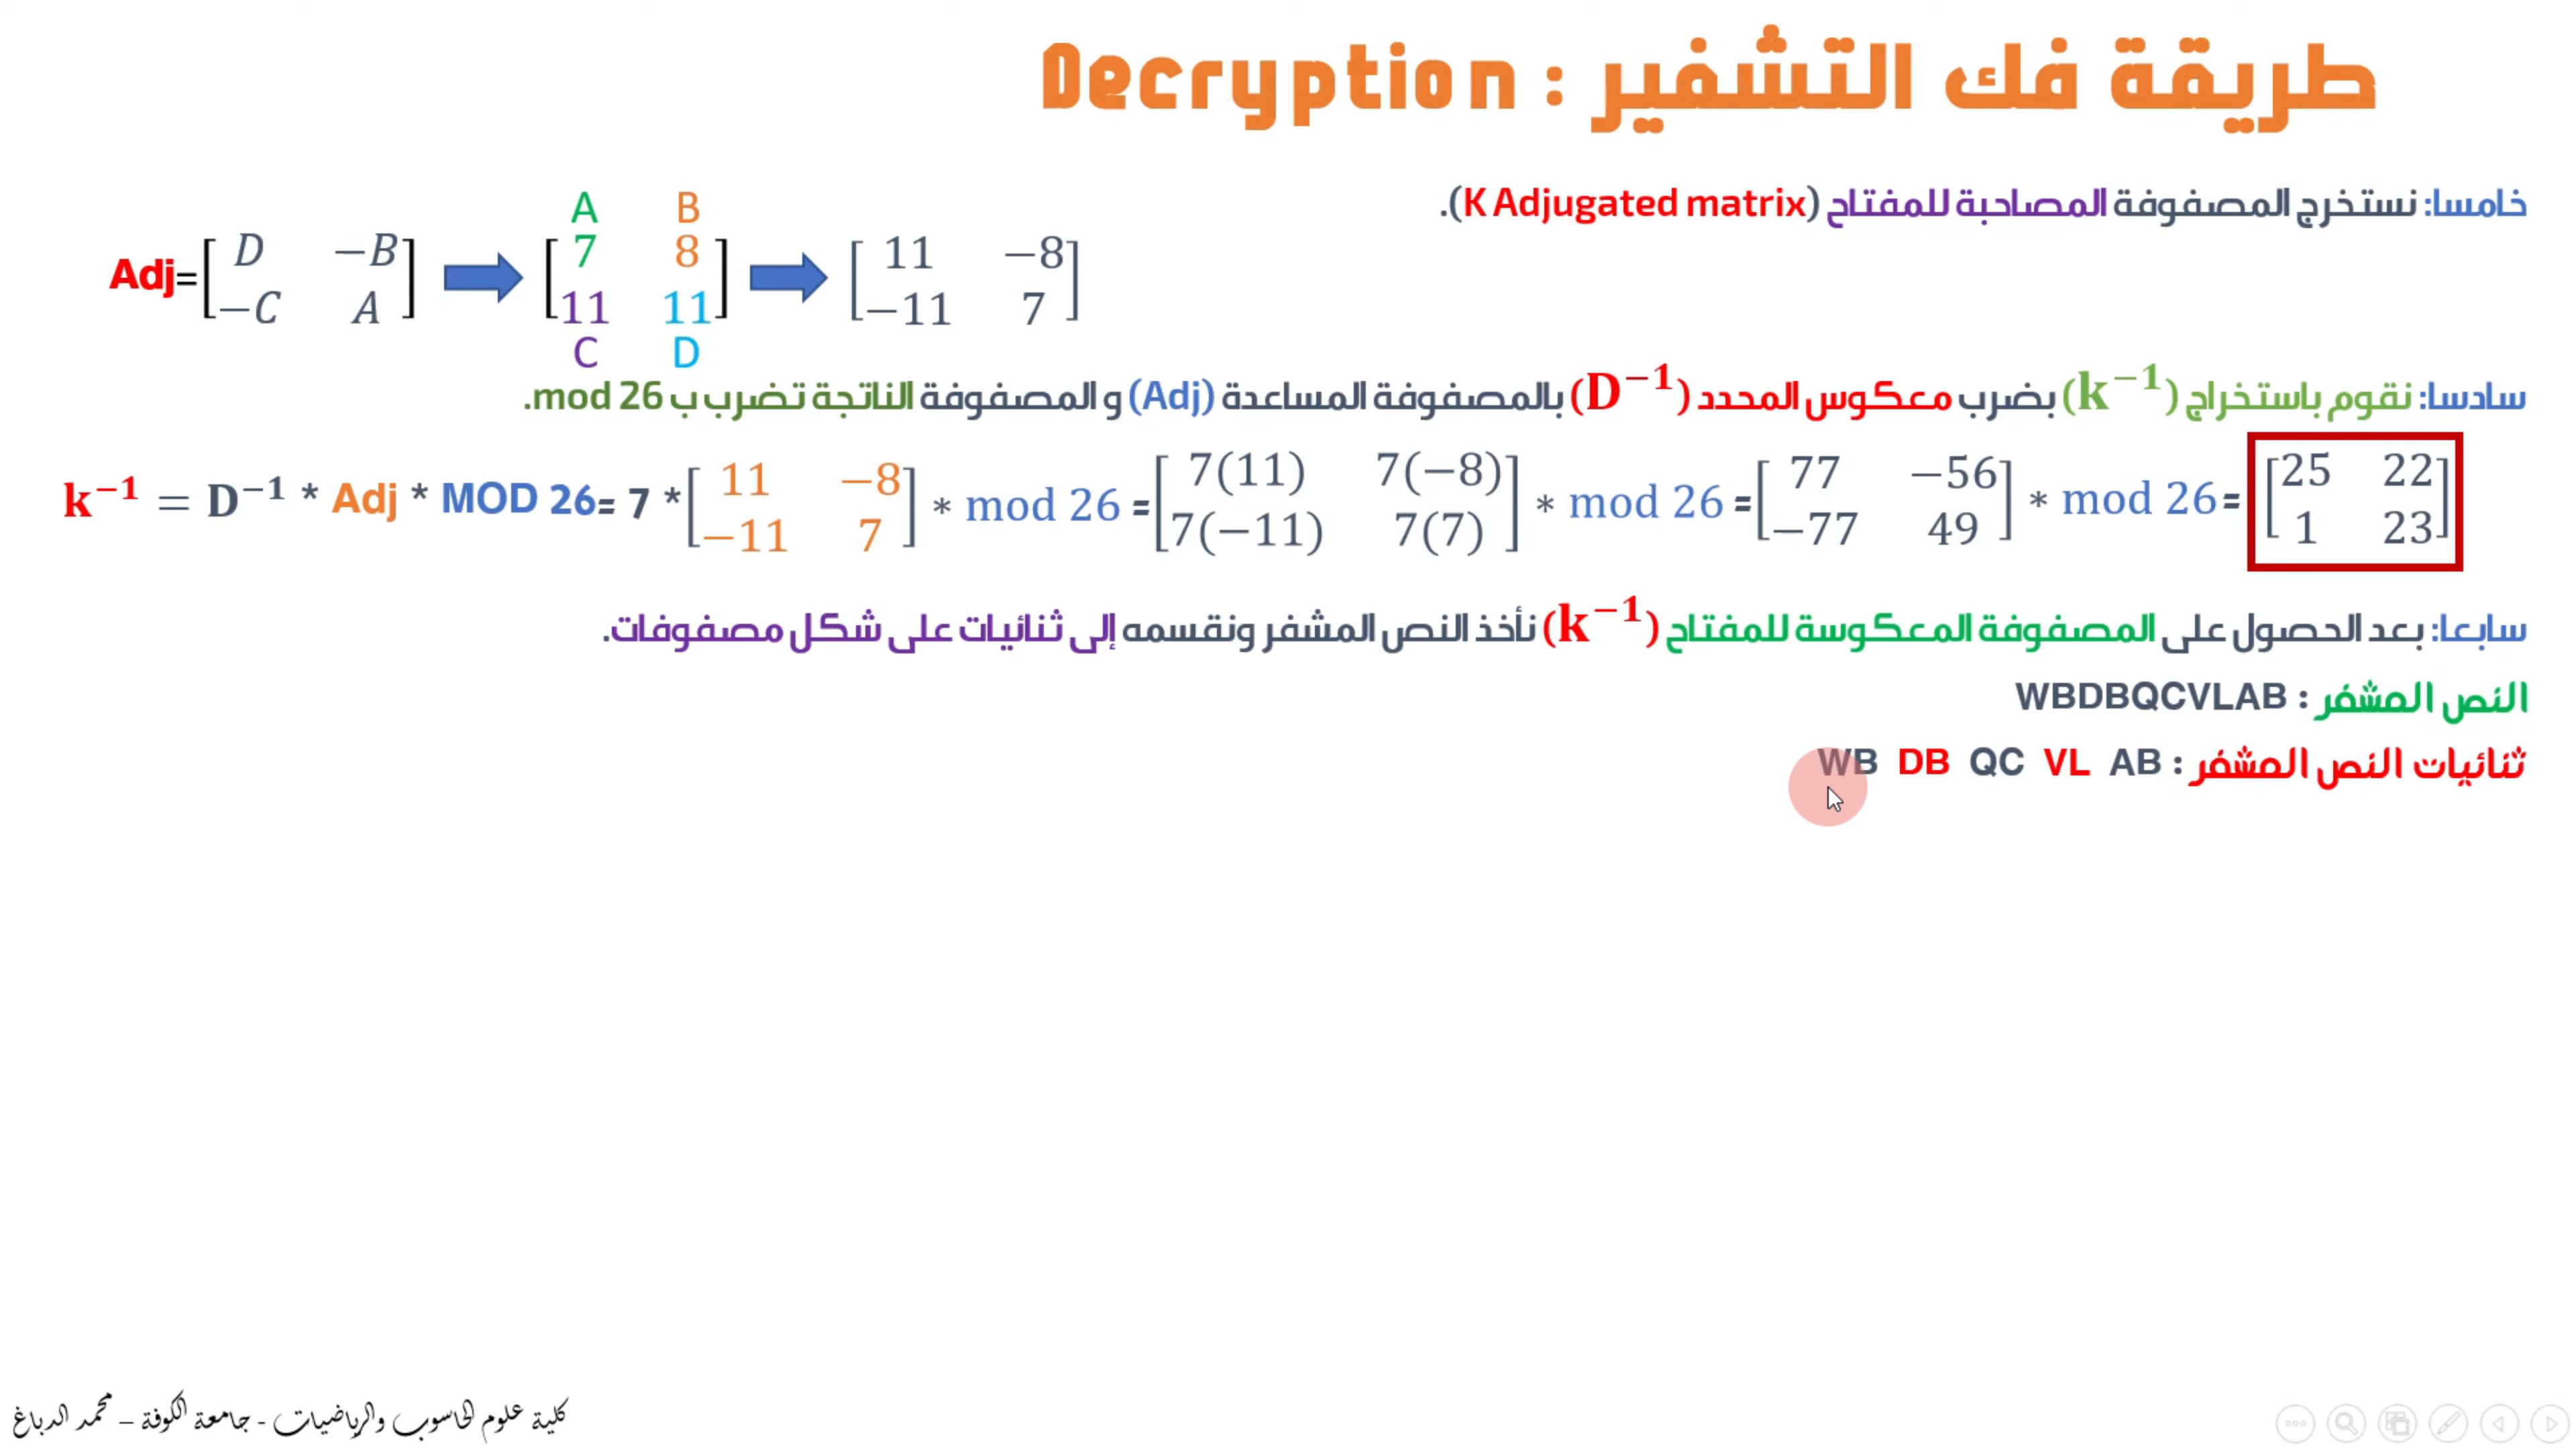 طريقة فك التشفير : Decryption
خامسا: نستخرج المصفوفة المصاحبة للمفتاح (K Adjugated matrix).
A B
Adj=[D −B [7 8 [11 −8
−C A] 11 11] −11 7]
C D
سادسا: نقوم باستخراج (k⁻¹) بضرب معكوس المحدد (D⁻¹) بالمصفوفة المساعدة (Adj) و المصفوفة الناتجة تضرب ب mod 26.
k⁻¹ = D⁻¹ * Adj * MOD 26= 7 *[11 −8 −11 7] * mod 26 =[7(11) 7(−8) 7(−11) 7(7)] * mod 26 =[77 −56 −77 49] * mod 26= [25 22 1 23]
سابعا: بعد الحصول على المصفوفة المعكوسة للمفتاح (k⁻¹) نأخذ النص المشفر ونقسمه إلى ثنائيات على شكل مصفوفات.
النص المشفر : WBDBQCVLAB
ثنائيات النص المشفر : WB DB QC VL AB
كلية علوم الحاسوب والرياضيات - جامعة الكوفة – محمد الدباغ